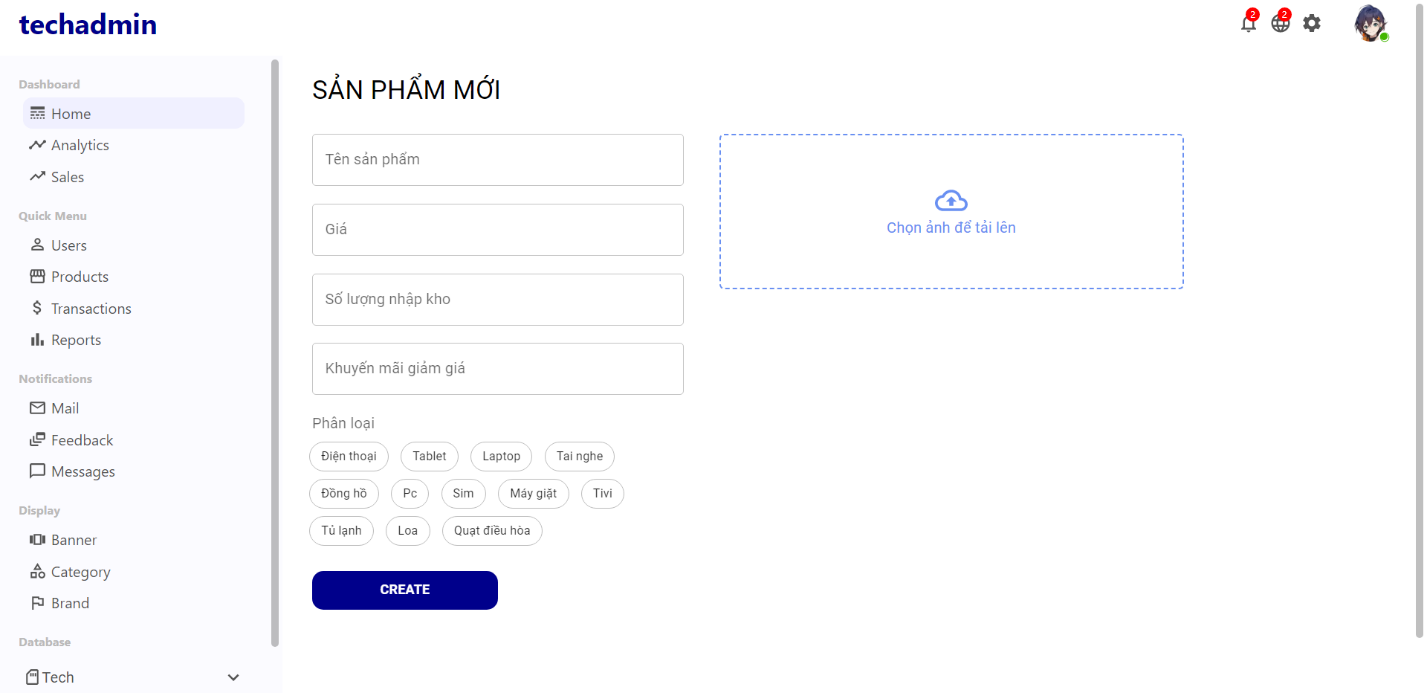 techadmin
2
2
Dashboard
Home
Analytics
Sales
Quick Menu
Users
Products
Transactions
Reports
Notifications
Mail
Feedback
Messages
Display
Banner
Category
Brand
Database
Tech
SẢN PHẨM MỚI
Tên sản phẩm
Giá
Số lượng nhập kho
Khuyến mãi giảm giá
Phân loại
Điện thoại Tablet Laptop Tai nghe
Đồng hồ Pc Sim Máy giặt Tivi
Tủ lạnh Loa Quạt điều hòa
CREATE
Chọn ảnh để tải lên